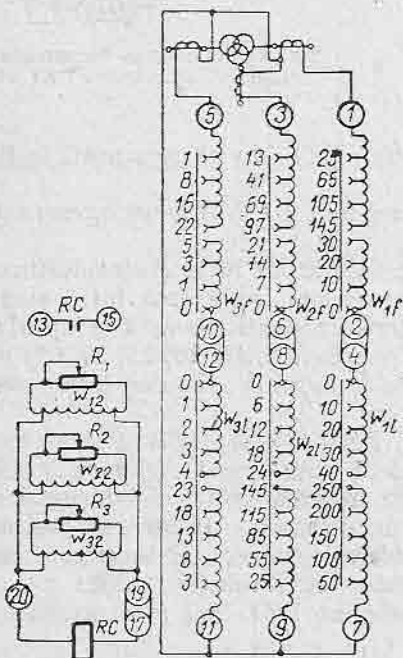 5 3 1
1 13 25
8 41 65
15 69 105
22 97 145
5 21 30
3 14 20
1 7 10
0 W3f 0 W2f 0 W1f
13 RC 15
10 6 2
12 8 4
R1
W12
0 0 0
1 6 10
2 W3l 12 20 W1l
3 18 W2l 30
4 24 40
R2
W22
23 145 250
18 115 200
13 85 150
8 55 100
3 25 50
R3
W32
20 19
17
RC
11 9 7